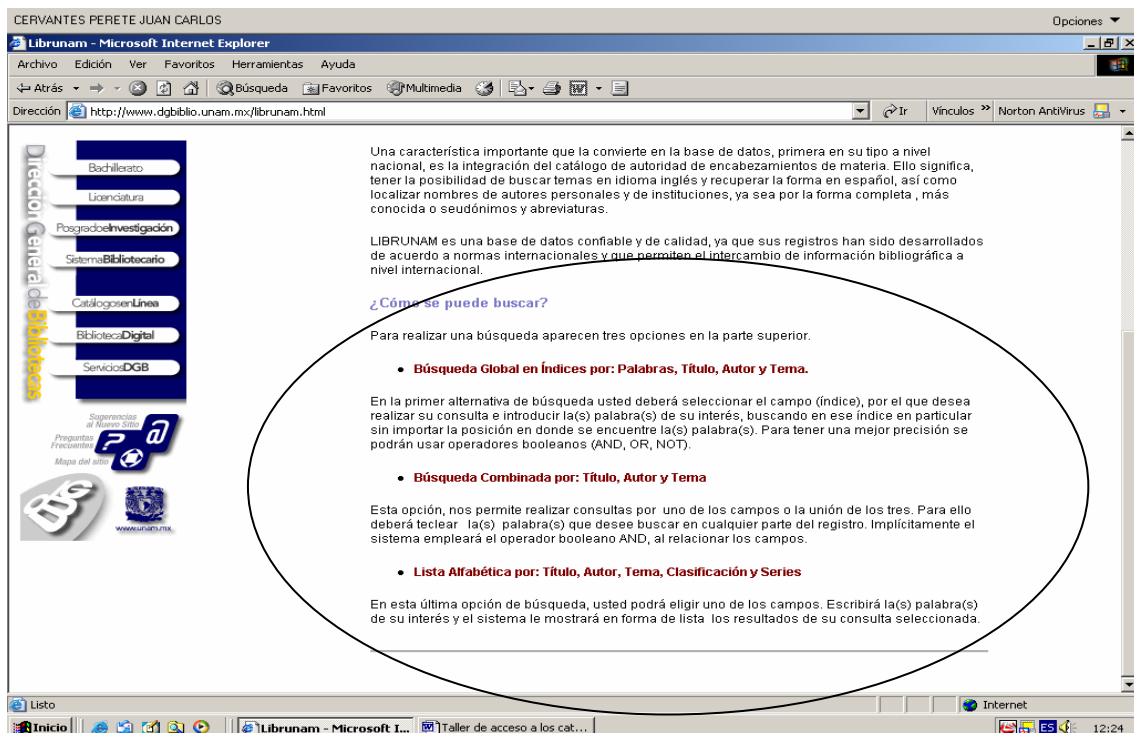 CERVANTES PERETE JUAN CARLOS
Opciones
Librunam - Microsoft Internet Explorer
Archivo Edición Ver Favoritos Herramientas Ayuda
Atrás Búsqueda Favoritos Multimedia
Dirección http://www.dgbiblio.unam.mx/librunam.html Ir Vínculos » Norton AntiVirus
Dirección General de Bibliotecas
Bachillerato
Licenciatura
PosgradoeInvestigación
SistemaBibliotecario
CatálogosenLínea
BibliotecaDigital
ServiciosDGB
Sugerencias
al Nuevo Sitio
Preguntas
Frecuentes
Mapa del sitio
DGB
www.unam.mx
Una característica importante que la convierte en la base de datos, primera en su tipo a nivel
nacional, es la integración del catálogo de autoridad de encabezamientos de materia. Ello significa,
tener la posibilidad de buscar temas en idioma inglés y recuperar la forma en español, así como
localizar nombres de autores personales y de instituciones, ya sea por la forma completa , más
conocida o seudónimos y abreviaturas.
LIBRUNAM es una base de datos confiable y de calidad, ya que sus registros han sido desarrollados
de acuerdo a normas internacionales y que permiten el intercambio de información bibliográfica a
nivel internacional.
¿Cómo se puede buscar?
Para realizar una búsqueda aparecen tres opciones en la parte superior.
• Búsqueda Global en Índices por: Palabras, Título, Autor y Tema.
En la primer alternativa de búsqueda usted deberá seleccionar el campo (índice), por el que desea
realizar su consulta e introducir la(s) palabra(s) de su interés, buscando en ese índice en particular
sin importar la posición en donde se encuentre la(s) palabra(s). Para tener una mejor precisión se
podrán usar operadores booleanos (AND, OR, NOT).
• Búsqueda Combinada por: Título, Autor y Tema
Esta opción, nos permite realizar consultas por uno de los campos o la unión de los tres. Para ello
deberá teclear la(s) palabra(s) que desee buscar en cualquier parte del registro. Implícitamente el
sistema empleará el operador booleano AND, al relacionar los campos.
• Lista Alfabética por: Título, Autor, Tema, Clasificación y Series
En esta última opción de búsqueda, usted podrá eligir uno de los campos. Escribirá la(s) palabra(s)
de su interés y el sistema le mostrará en forma de lista los resultados de su consulta seleccionada.
Listo
Internet
Inicio Librunam - Microsoft I... Taller de acceso a los cat... ES 12:24